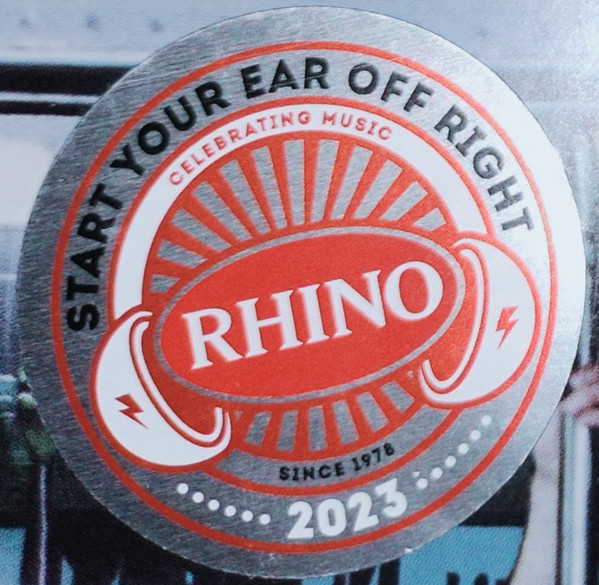 START YOUR EAR OFF RIGHT
CELEBRATING MUSIC
RHINO
SINCE 1978
2023